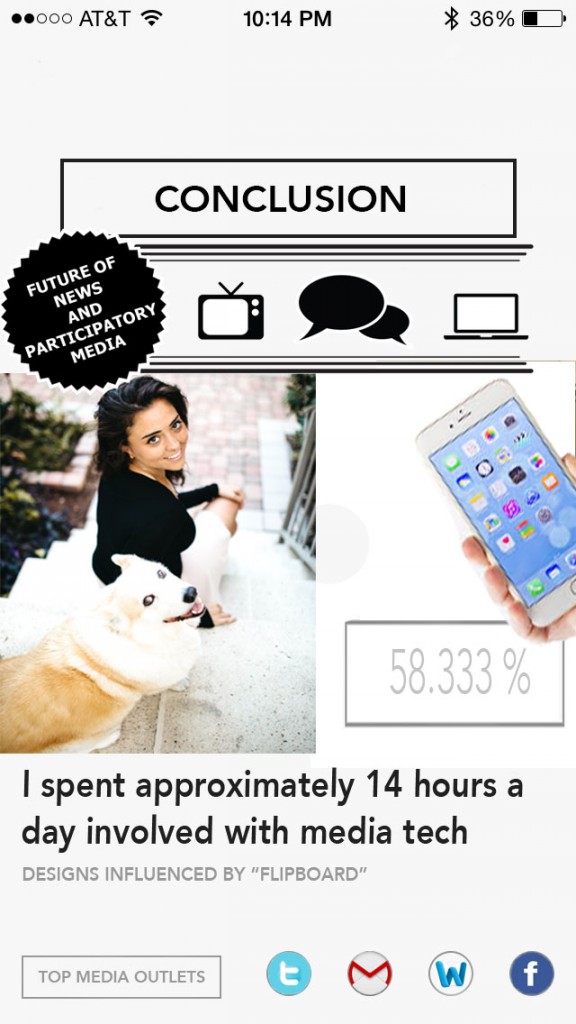 AT&T 10:14 PM 36%
CONCLUSION
FUTURE OF
NEWS
AND
PARTICIPATORY
MEDIA
58.333 %
I spent approximately 14 hours a
day involved with media tech
DESIGNS INFLUENCED BY “FLIPBOARD”
TOP MEDIA OUTLETS